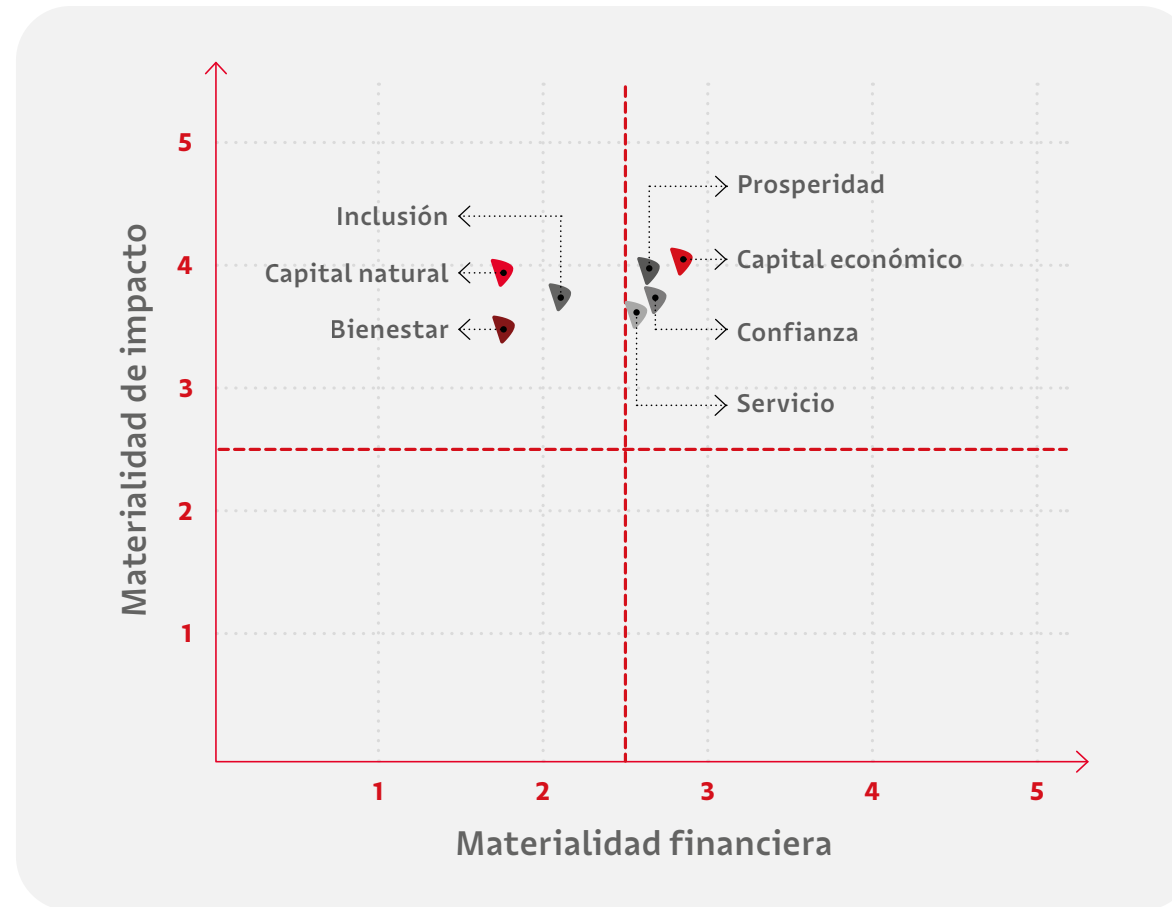 Materialidad de impacto
5
4
3
2
1
Inclusión
Capital natural
Bienestar
Prosperidad
Capital económico
Confianza
Servicio
1
2
3
4
5
Materialidad financiera